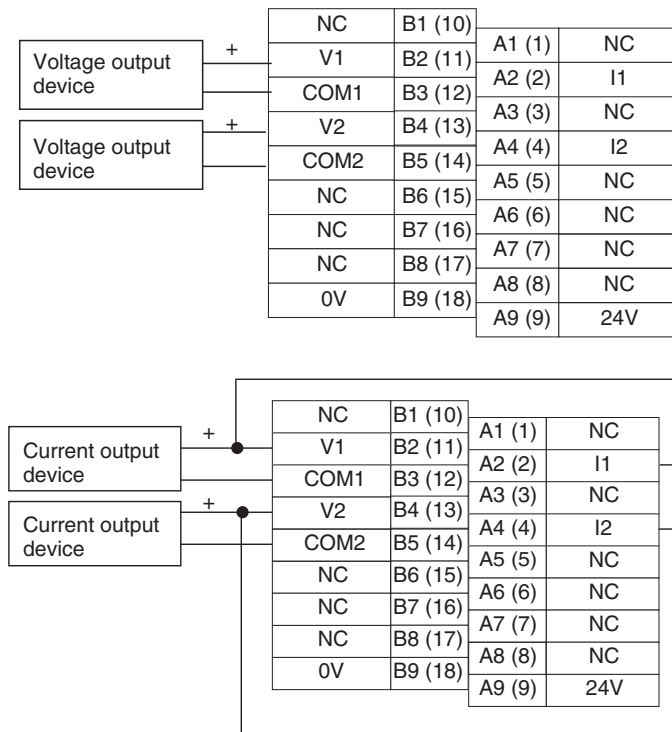 Voltage output
device
+
Voltage output
device
+
NC B1 (10)
V1 B2 (11)
COM1 B3 (12)
V2 B4 (13)
COM2 B5 (14)
NC B6 (15)
NC B7 (16)
NC B8 (17)
0V B9 (18)
A1 (1) NC
A2 (2) I1
A3 (3) NC
A4 (4) I2
A5 (5) NC
A6 (6) NC
A7 (7) NC
A8 (8) NC
A9 (9) 24V
Current output
device
+
Current output
device
+
NC B1 (10)
V1 B2 (11)
COM1 B3 (12)
V2 B4 (13)
COM2 B5 (14)
NC B6 (15)
NC B7 (16)
NC B8 (17)
0V B9 (18)
A1 (1) NC
A2 (2) I1
A3 (3) NC
A4 (4) I2
A5 (5) NC
A6 (6) NC
A7 (7) NC
A8 (8) NC
A9 (9) 24V